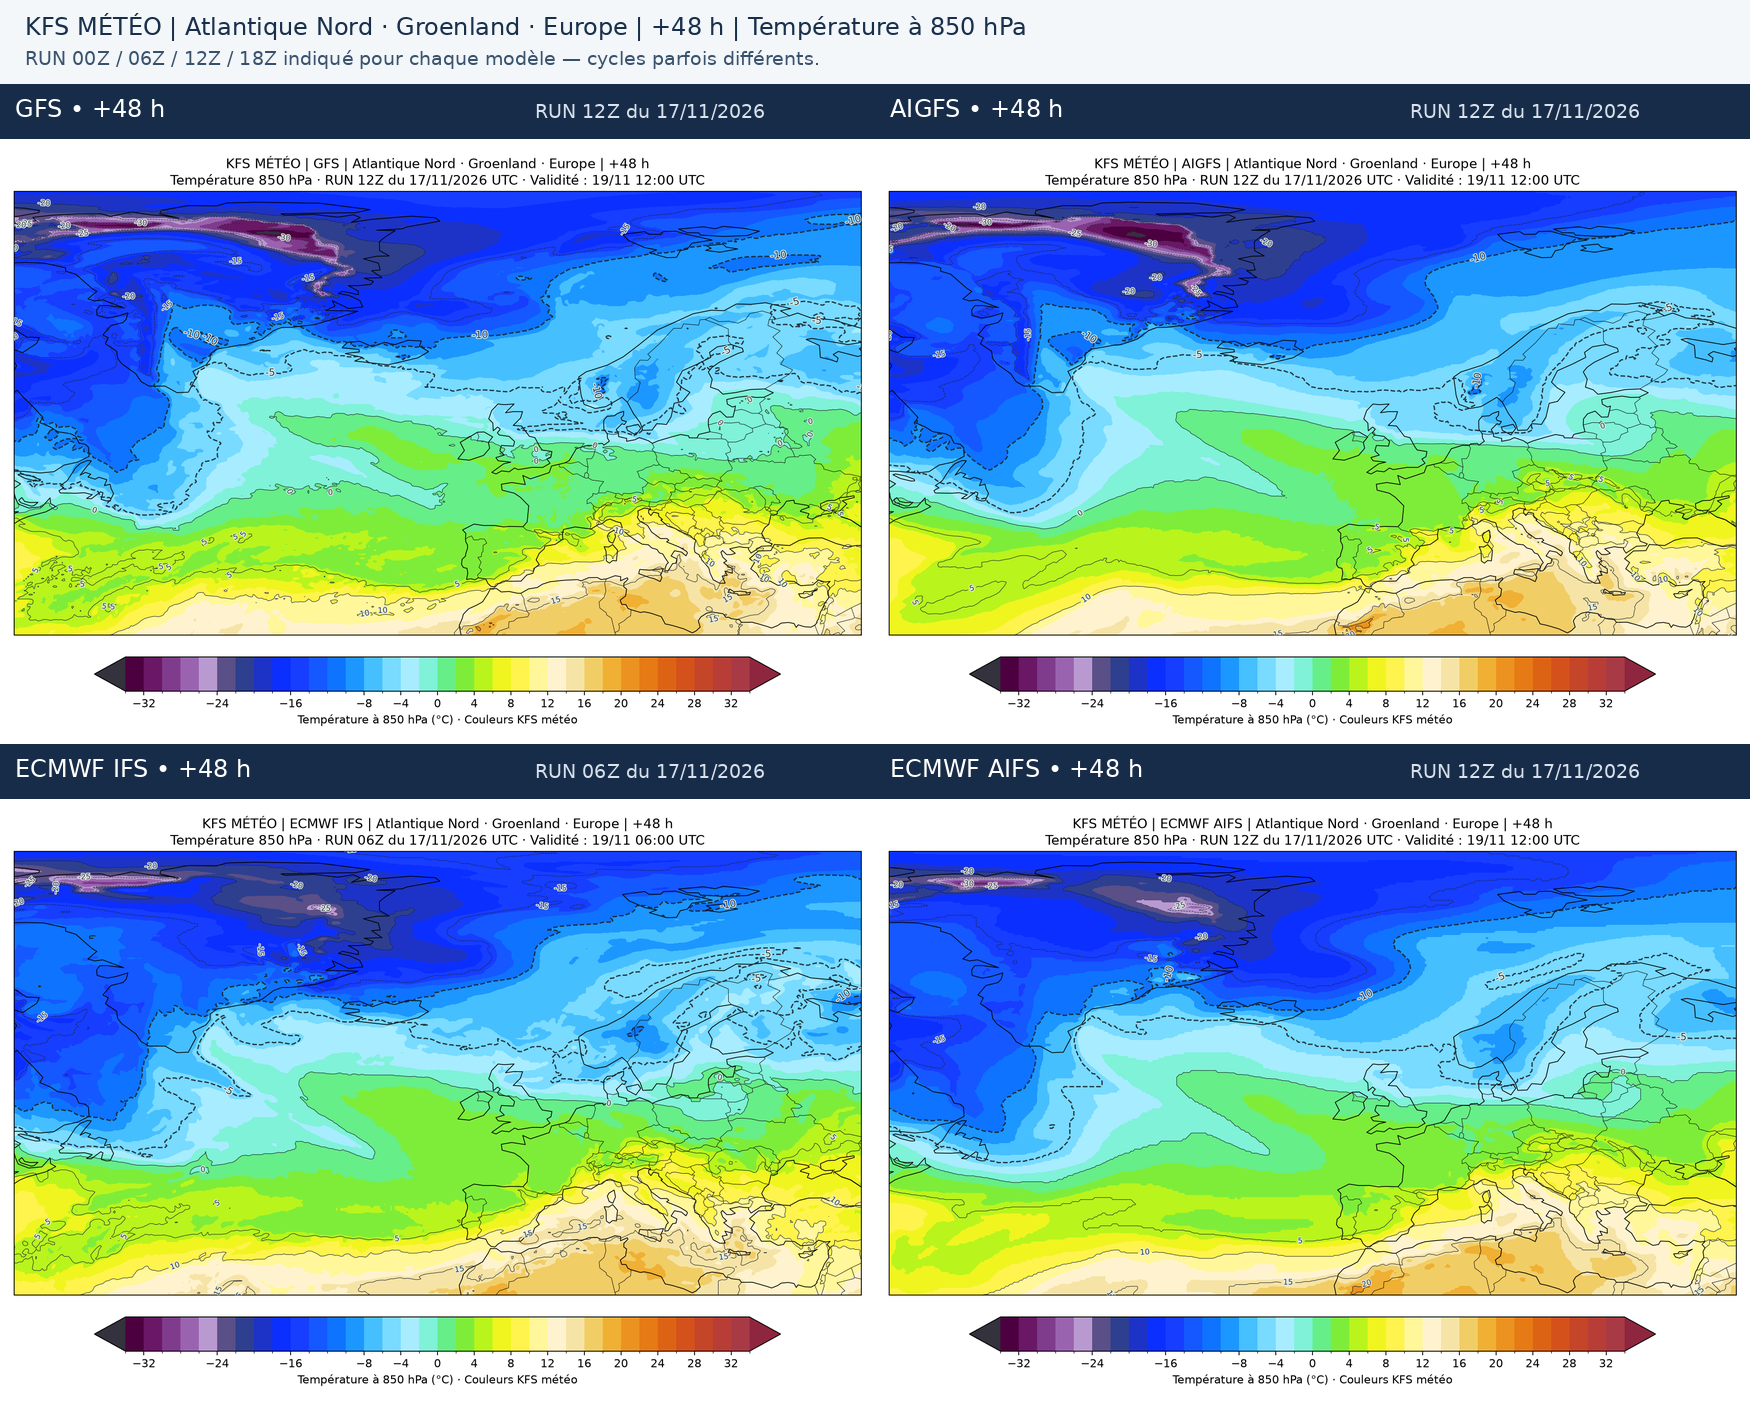 KFS MÉTÉO | Atlantique Nord · Groenland · Europe | +48 h | Température à 850 hPa
RUN 00Z / 06Z / 12Z / 18Z indiqué pour chaque modèle — cycles parfois différents.
GFS • +48 h
RUN 12Z du 17/11/2026
KFS MÉTÉO | GFS | Atlantique Nord · Groenland · Europe | +48 h
Température 850 hPa · RUN 12Z du 17/11/2026 UTC · Validité : 19/11 12:00 UTC
−32 −24 −16 −8 −4 0 4 8 12 16 20 24 28 32
Température à 850 hPa (°C) · Couleurs KFS météo
AIGFS • +48 h
RUN 12Z du 17/11/2026
KFS MÉTÉO | AIGFS | Atlantique Nord · Groenland · Europe | +48 h
Température 850 hPa · RUN 12Z du 17/11/2026 UTC · Validité : 19/11 12:00 UTC
−32 −24 −16 −8 −4 0 4 8 12 16 20 24 28 32
Température à 850 hPa (°C) · Couleurs KFS météo
ECMWF IFS • +48 h
RUN 06Z du 17/11/2026
KFS MÉTÉO | ECMWF IFS | Atlantique Nord · Groenland · Europe | +48 h
Température 850 hPa · RUN 06Z du 17/11/2026 UTC · Validité : 19/11 06:00 UTC
−32 −24 −16 −8 −4 0 4 8 12 16 20 24 28 32
Température à 850 hPa (°C) · Couleurs KFS météo
ECMWF AIFS • +48 h
RUN 12Z du 17/11/2026
KFS MÉTÉO | ECMWF AIFS | Atlantique Nord · Groenland · Europe | +48 h
Température 850 hPa · RUN 12Z du 17/11/2026 UTC · Validité : 19/11 12:00 UTC
−32 −24 −16 −8 −4 0 4 8 12 16 20 24 28 32
Température à 850 hPa (°C) · Couleurs KFS météo